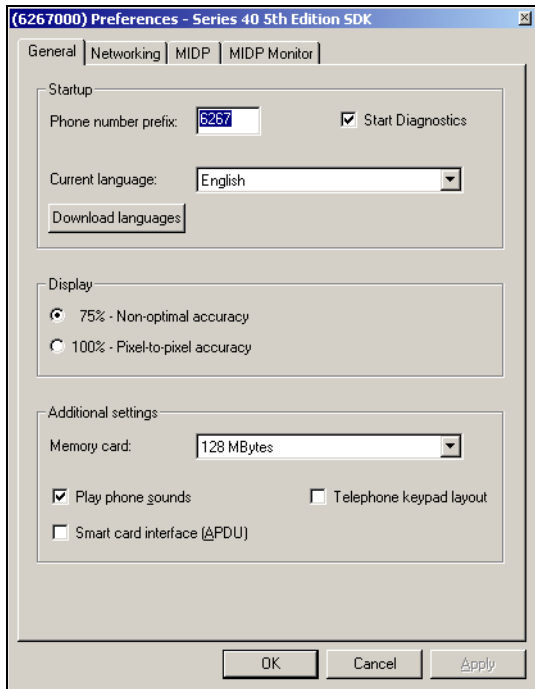 (6267000) Preferences - Series 40 5th Edition SDK
General Networking MIDP MIDP Monitor
Startup
Phone number prefix: 6267 Start Diagnostics
Current language: English
Download languages
Display
75% - Non-optimal accuracy
100% - Pixel-to-pixel accuracy
Additional settings
Memory card: 128 MBytes
Play phone sounds Telephone keypad layout
Smart card interface (APDU)
OK Cancel Apply